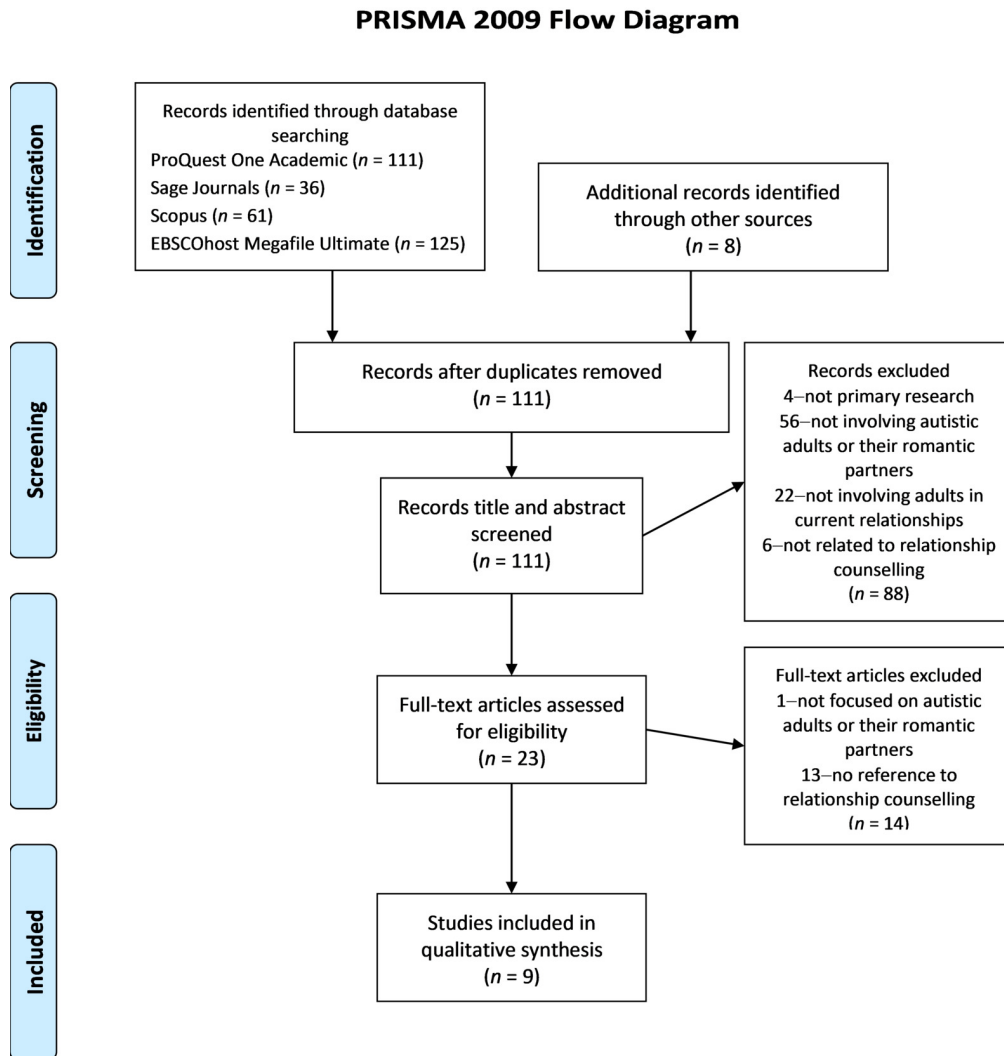 PRISMA 2009 Flow Diagram
Identification
Records identified through database
searching
ProQuest One Academic (n = 111)
Sage Journals (n = 36)
Scopus (n = 61)
EBSCOhost Megafile Ultimate (n = 125)
Additional records identified
through other sources
(n = 8)
Screening
Records after duplicates removed
(n = 111)
Records title and abstract
screened
(n = 111)
Records excluded
4–not primary research
56–not involving autistic
adults or their romantic
partners
22–not involving adults in
current relationships
6–not related to relationship
counselling
(n = 88)
Eligibility
Full-text articles assessed
for eligibility
(n = 23)
Full-text articles excluded
1–not focused on autistic
adults or their romantic
partners
13–no reference to
relationship counselling
(n = 14)
Included
Studies included in
qualitative synthesis
(n = 9)